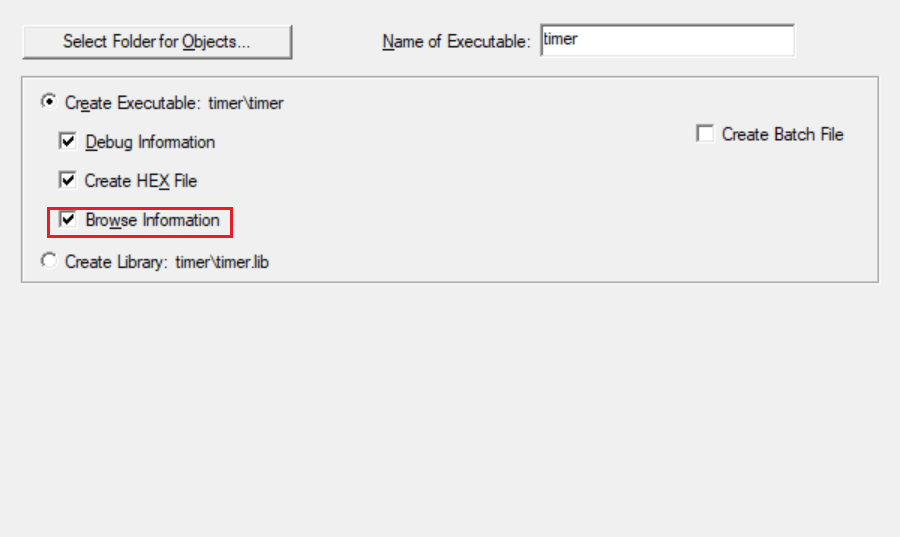 Select Folder for Objects...
Name of Executable: timer
Create Executable: timer\timer
Debug Information
Create Batch File
Create HEX File
Browse Information
Create Library: timer\timer.lib